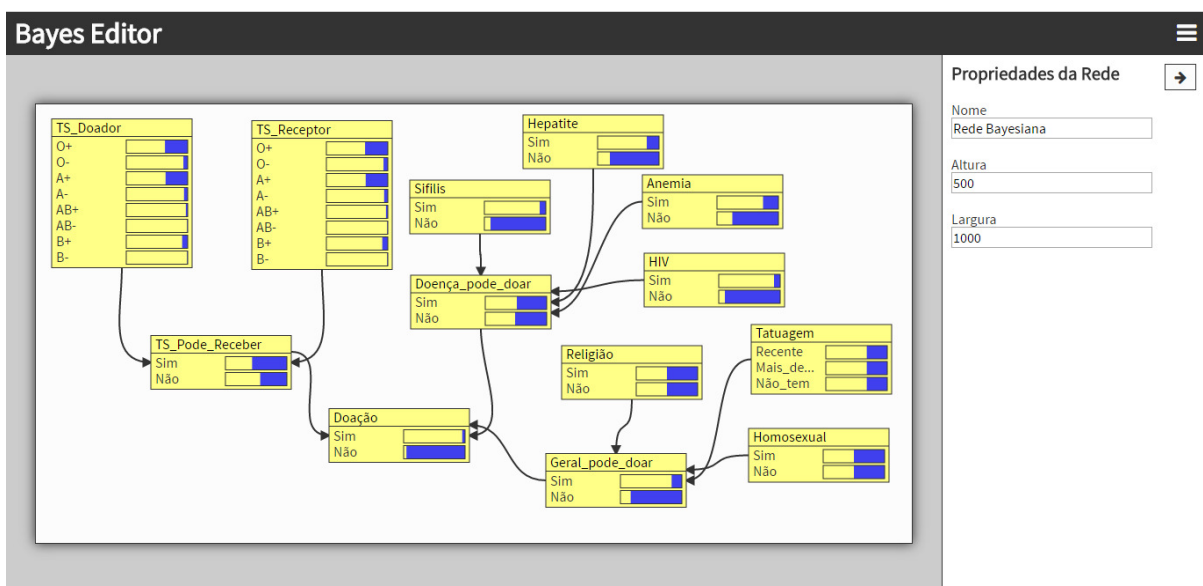 Bayes Editor
Propriedades da Rede
Nome
Rede Bayesiana
Altura
500
Largura
1000
TS_Doador
O+
O-
A+
A-
AB+
AB-
B+
B-
TS_Receptor
O+
O-
A+
A-
AB+
AB-
B+
B-
Hepatite
Sim
Não
Sifilis
Sim
Não
Anemia
Sim
Não
HIV
Sim
Não
Doença_pode_doar
Sim
Não
TS_Pode_Receber
Sim
Não
Tatuagem
Recente
Mais_de...
Não_tem
Religião
Sim
Não
Doação
Sim
Não
Homosexual
Sim
Não
Geral_pode_doar
Sim
Não